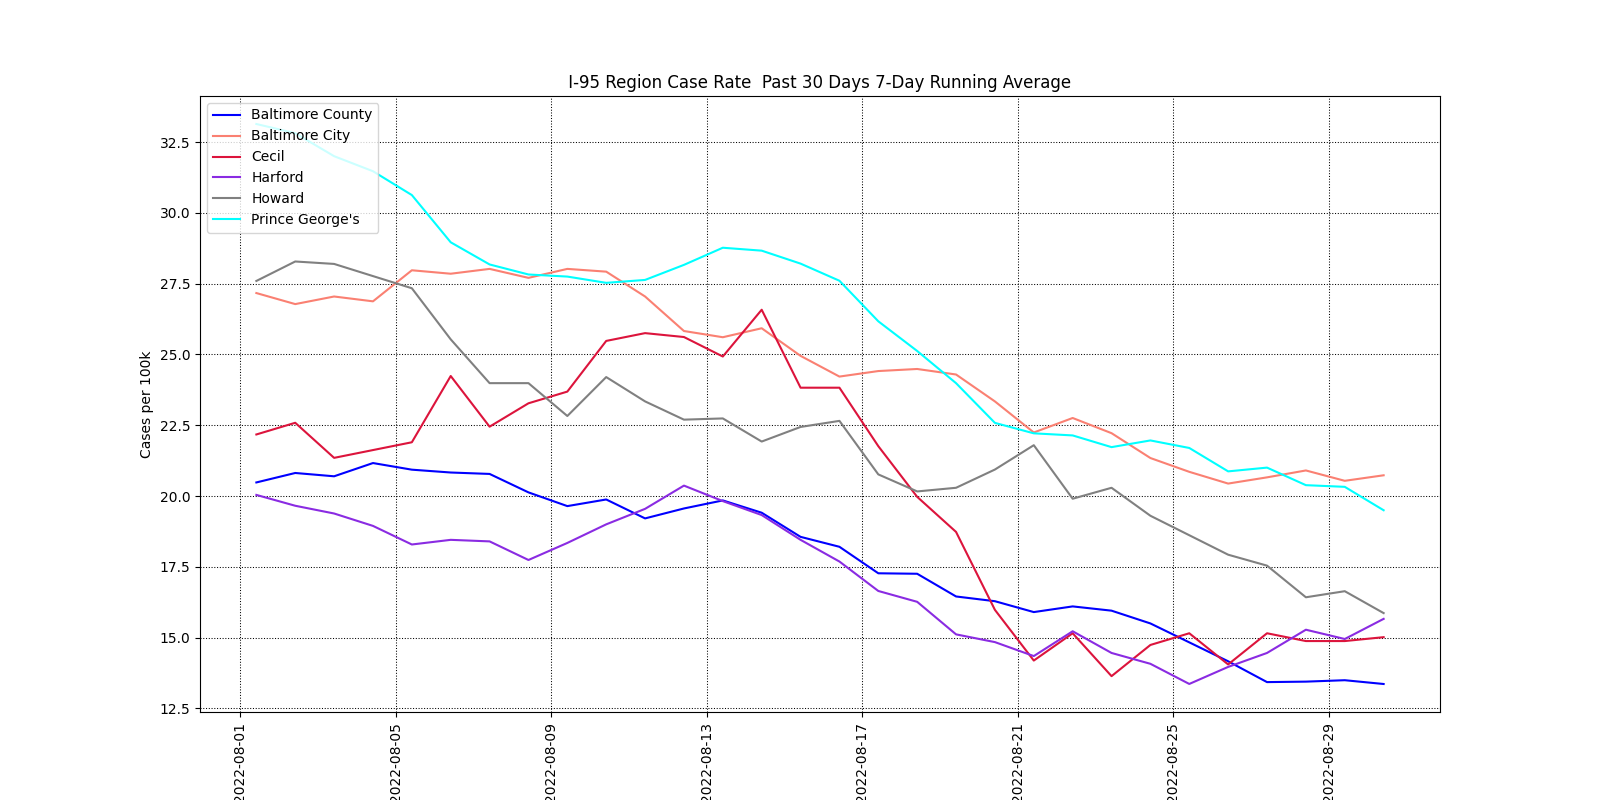 I-95 Region Case Rate  Past 30 Days 7-Day Running Average
Baltimore County
Baltimore City
Cecil
Harford
Howard
Prince George's
Cases per 100k
32.5
30.0
27.5
25.0
22.5
20.0
17.5
15.0
12.5
2022-08-01
2022-08-05
2022-08-09
2022-08-13
2022-08-17
2022-08-21
2022-08-25
2022-08-29